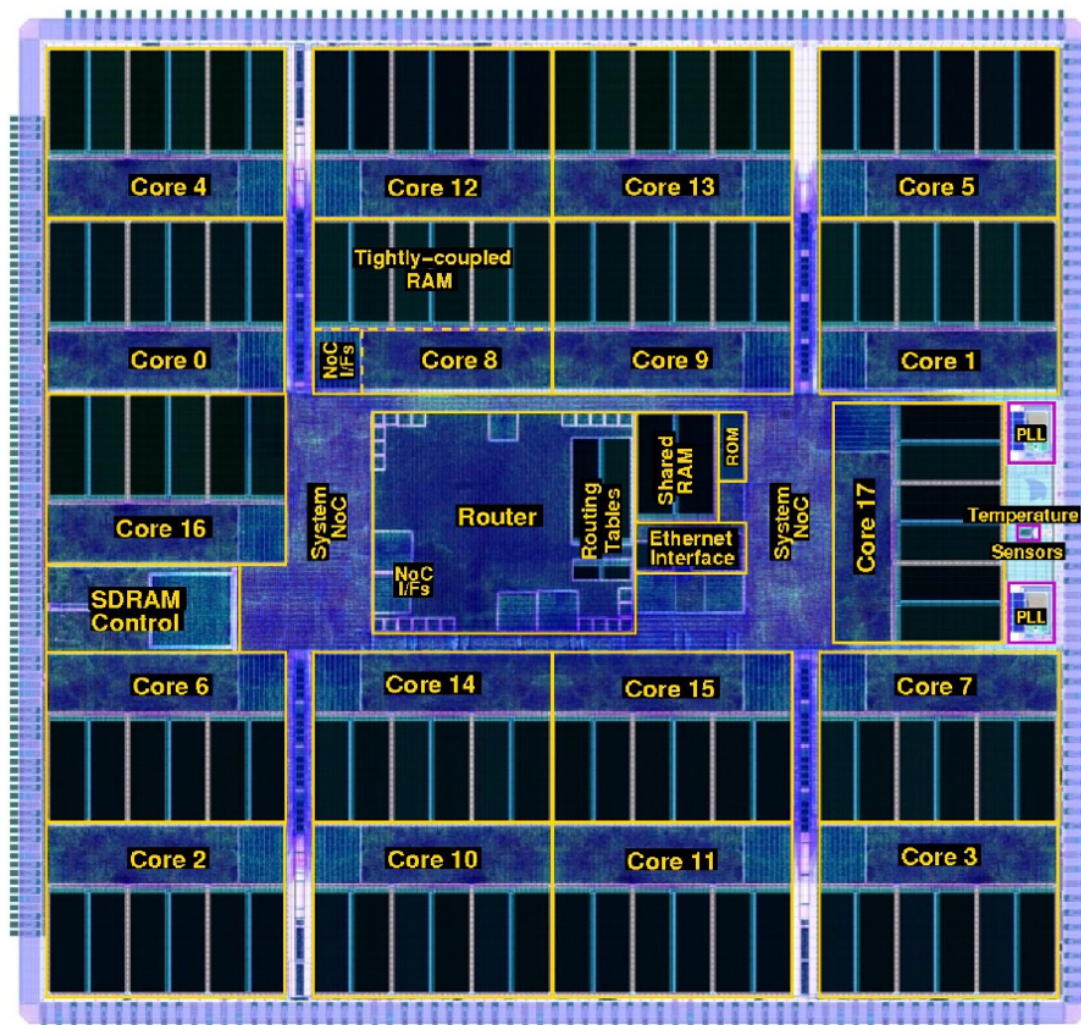 Core 4
Core 12
Core 13
Core 5
Tightly-coupled
RAM
Core 0
NoC
I/Fs
Core 8
Core 9
Core 1
Core 16
System
NoC
Router
NoC
I/Fs
Routing
Tables
Shared
RAM
ROM
Ethernet
Interface
System
NoC
Core 17
PLL
Temperature
Sensors
PLL
SDRAM
Control
Core 6
Core 14
Core 15
Core 7
Core 2
Core 10
Core 11
Core 3